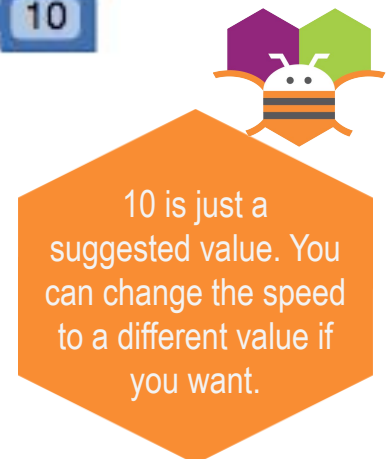 10
10 is just a
suggested value. You
can change the speed
to a different value if
you want.